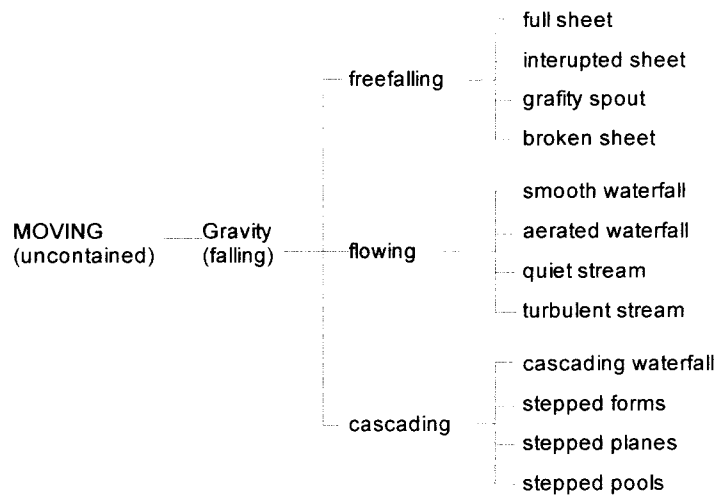 full sheet
interupted sheet
freefalling
grafity spout
broken sheet
smooth waterfall
MOVING
(uncontained)
Gravity
(falling)
aerated waterfall
flowing
quiet stream
turbulent stream
cascading waterfall
stepped forms
cascading
stepped planes
stepped pools